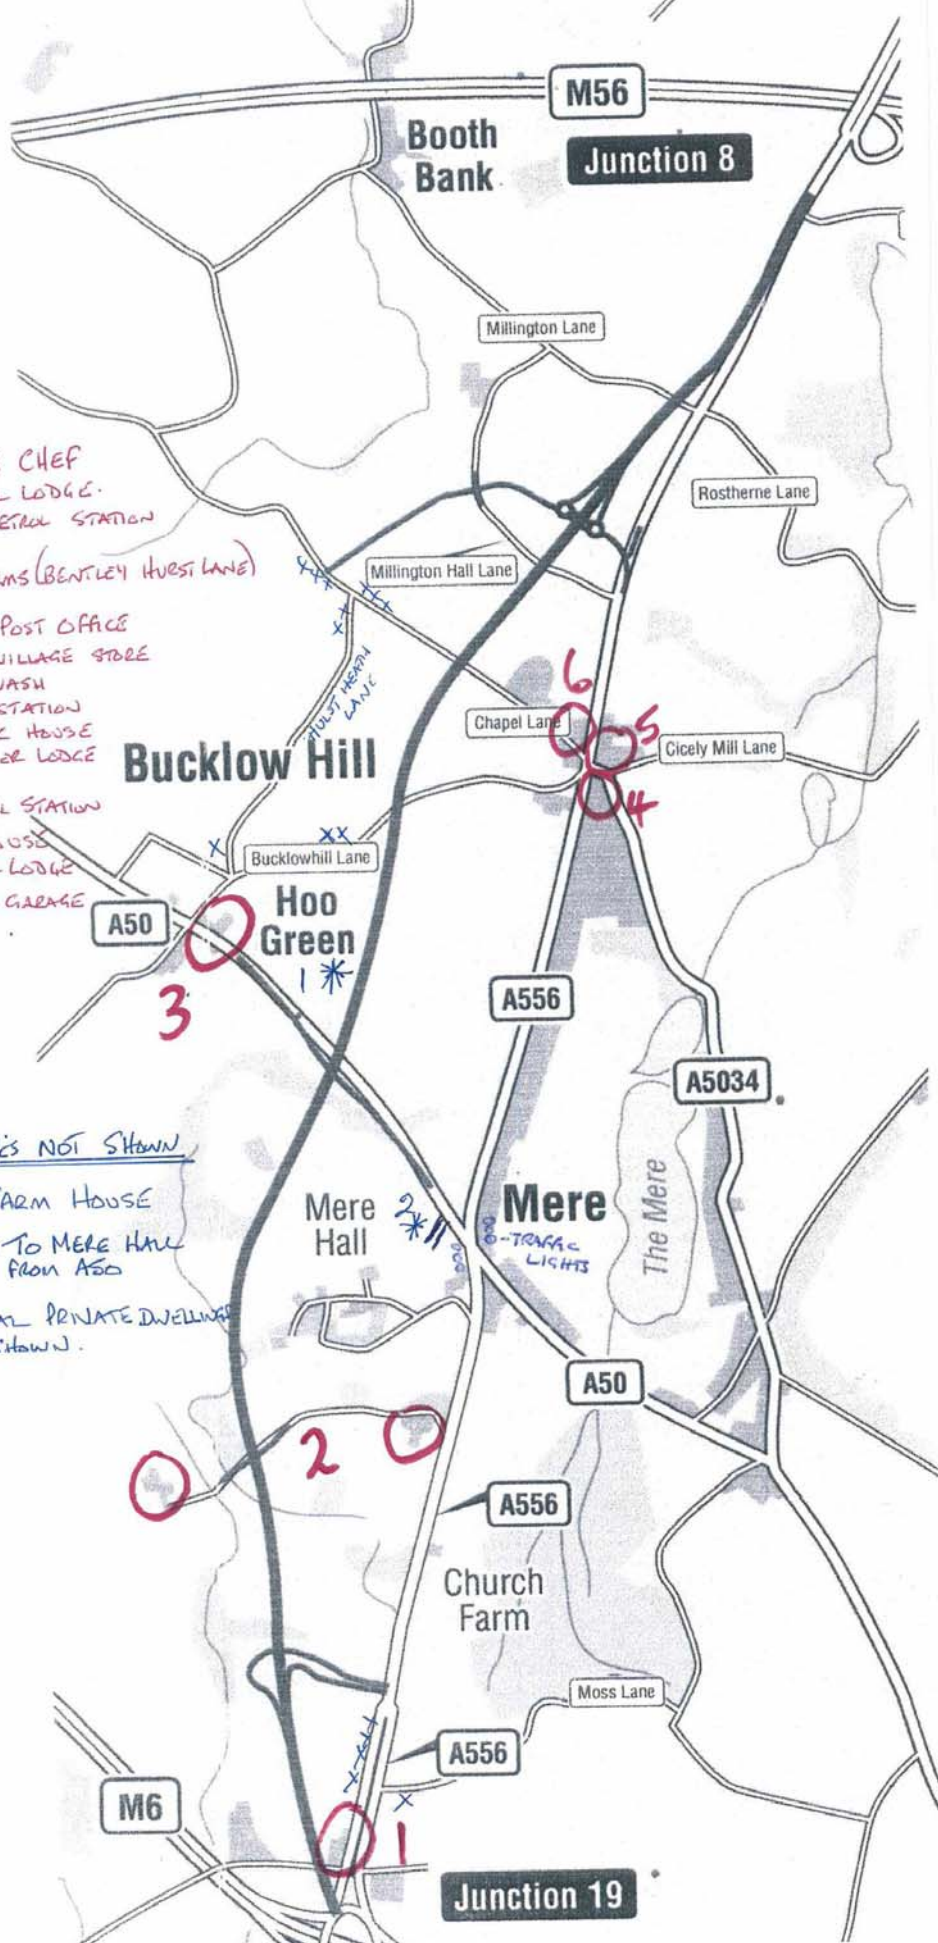 M56
Booth
Bank
Junction 8
Millington Lane
CHEF
LODGE.
PETROL STATION
(BENTLEY HURST LANE)
POST OFFICE
VILLAGE STORE
WASH
STATION
HOUSE
LODGE
Rostherne Lane
Millington Hall Lane
HULST HEATH
LANE
6
Chapel Lane
5
Cicely Mill Lane
Bucklow Hill
4
STATION
LODGE
GARAGE
Bucklowhill Lane
A50
Hoo
Green
1 *
3
A556
A5034
NOT SHOWN
FARM HOUSE
TO MERE HALL
FROM A50
PRIVATE DWELLINGS
SHOWN.
Mere
Hall
2
*
Mere
TRAFFIC
LIGHTS
The Mere
A50
2
A556
Church
Farm
Moss Lane
A556
M6
1
Junction 19